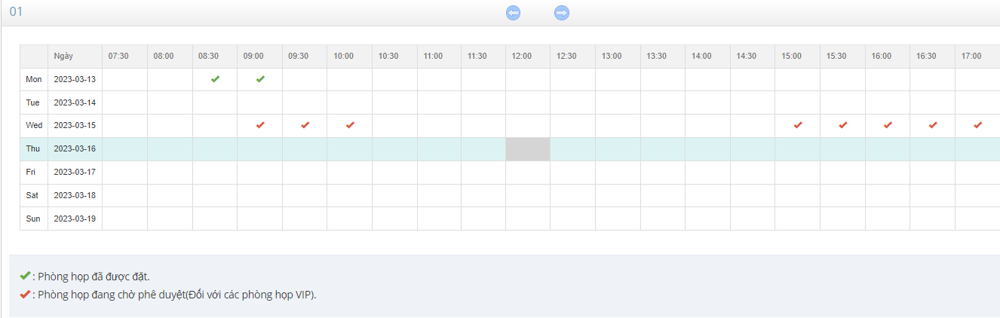 01
Ngày 07:30 08:00 08:30 09:00 09:30 10:00 10:30 11:00 11:30 12:00 12:30 13:00 13:30 14:00 14:30 15:00 15:30 16:00 16:30 17:00
Mon 2023-03-13
Tue 2023-03-14
Wed 2023-03-15
Thu 2023-03-16
Fri 2023-03-17
Sat 2023-03-18
Sun 2023-03-19
: Phòng họp đã được đặt.
: Phòng họp đang chờ phê duyệt(Đối với các phòng họp VIP).